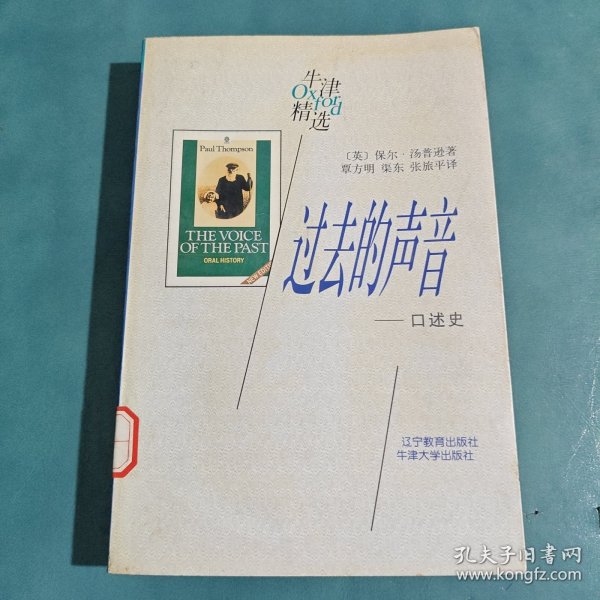 牛津
Oxford
精选
〔英〕保尔·汤普逊著
覃方明 渠东 张旅平译
Paul Thompson
THE VOICE
OF THE PAST
ORAL HISTORY
NEW EDITION
过去的声音
——口述史
辽宁教育出版社
牛津大学出版社
孔夫子旧书网
www.kongfz.com